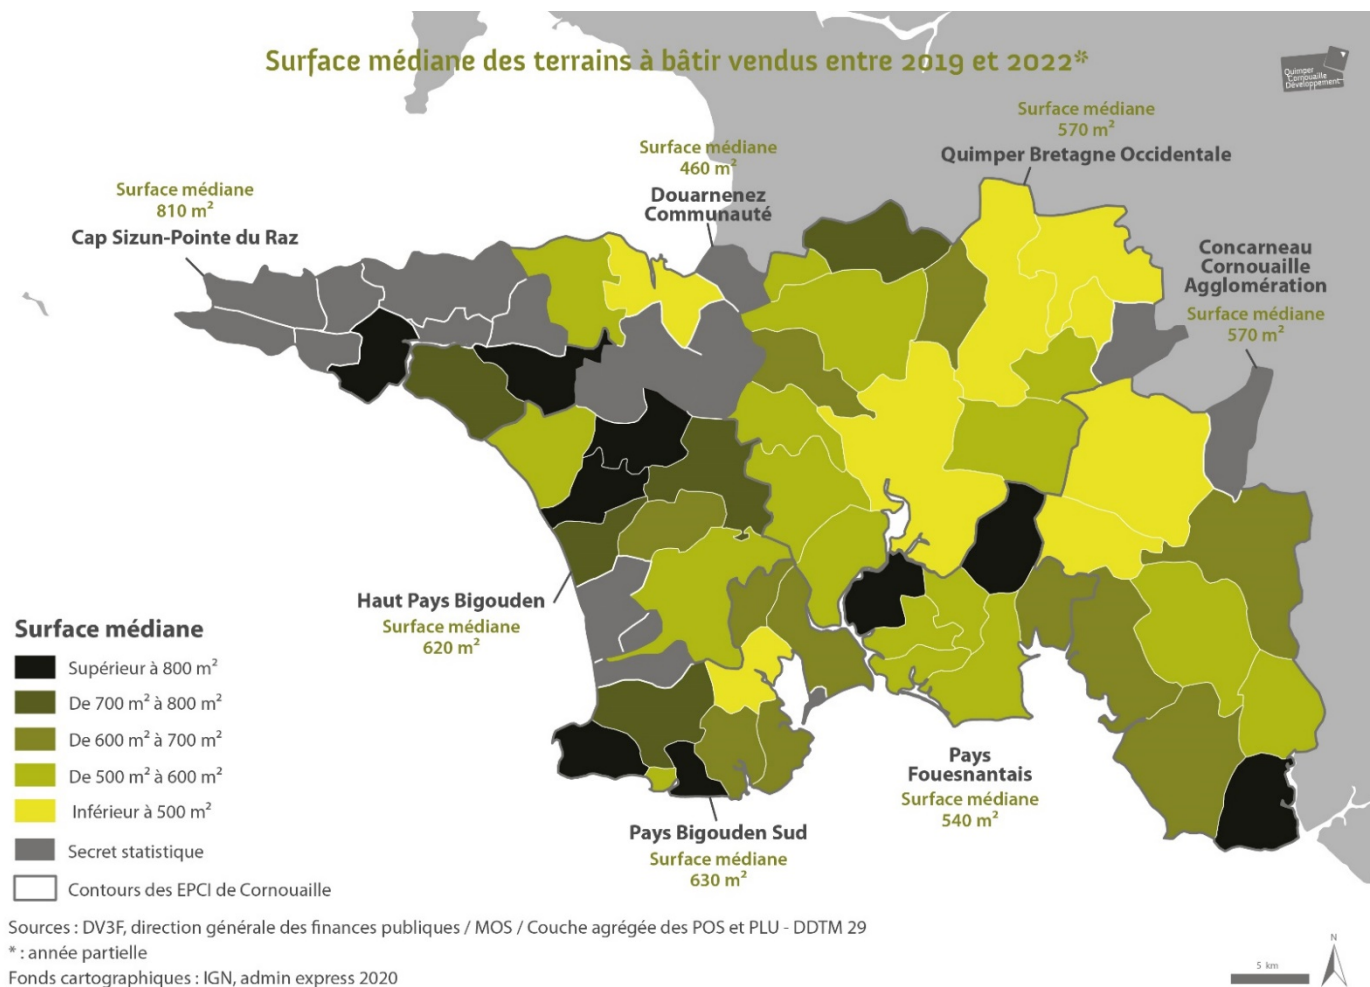 Surface médiane des terrains à bâtir vendus entre 2019 et 2022*
Quimper
Cornouaille
Développement
Surface médiane
570 m²
Quimper Bretagne Occidentale
Surface médiane
460 m²
Douarnenez
Communauté
Surface médiane
810 m²
Cap Sizun-Pointe du Raz
Concarneau
Cornouaille
Agglomération
Surface médiane
570 m²
Haut Pays Bigouden
Surface médiane
620 m²
Pays
Fouesnantais
Surface médiane
540 m²
Pays Bigouden Sud
Surface médiane
630 m²
Surface médiane
Supérieur à 800 m²
De 700 m² à 800 m²
De 600 m² à 700 m²
De 500 m² à 600 m²
Inférieur à 500 m²
Secret statistique
Contours des EPCI de Cornouaille
Sources : DV3F, direction générale des finances publiques / MOS / Couche agrégée des POS et PLU - DDTM 29
* : année partielle
Fonds cartographiques : IGN, admin express 2020
5 km
N